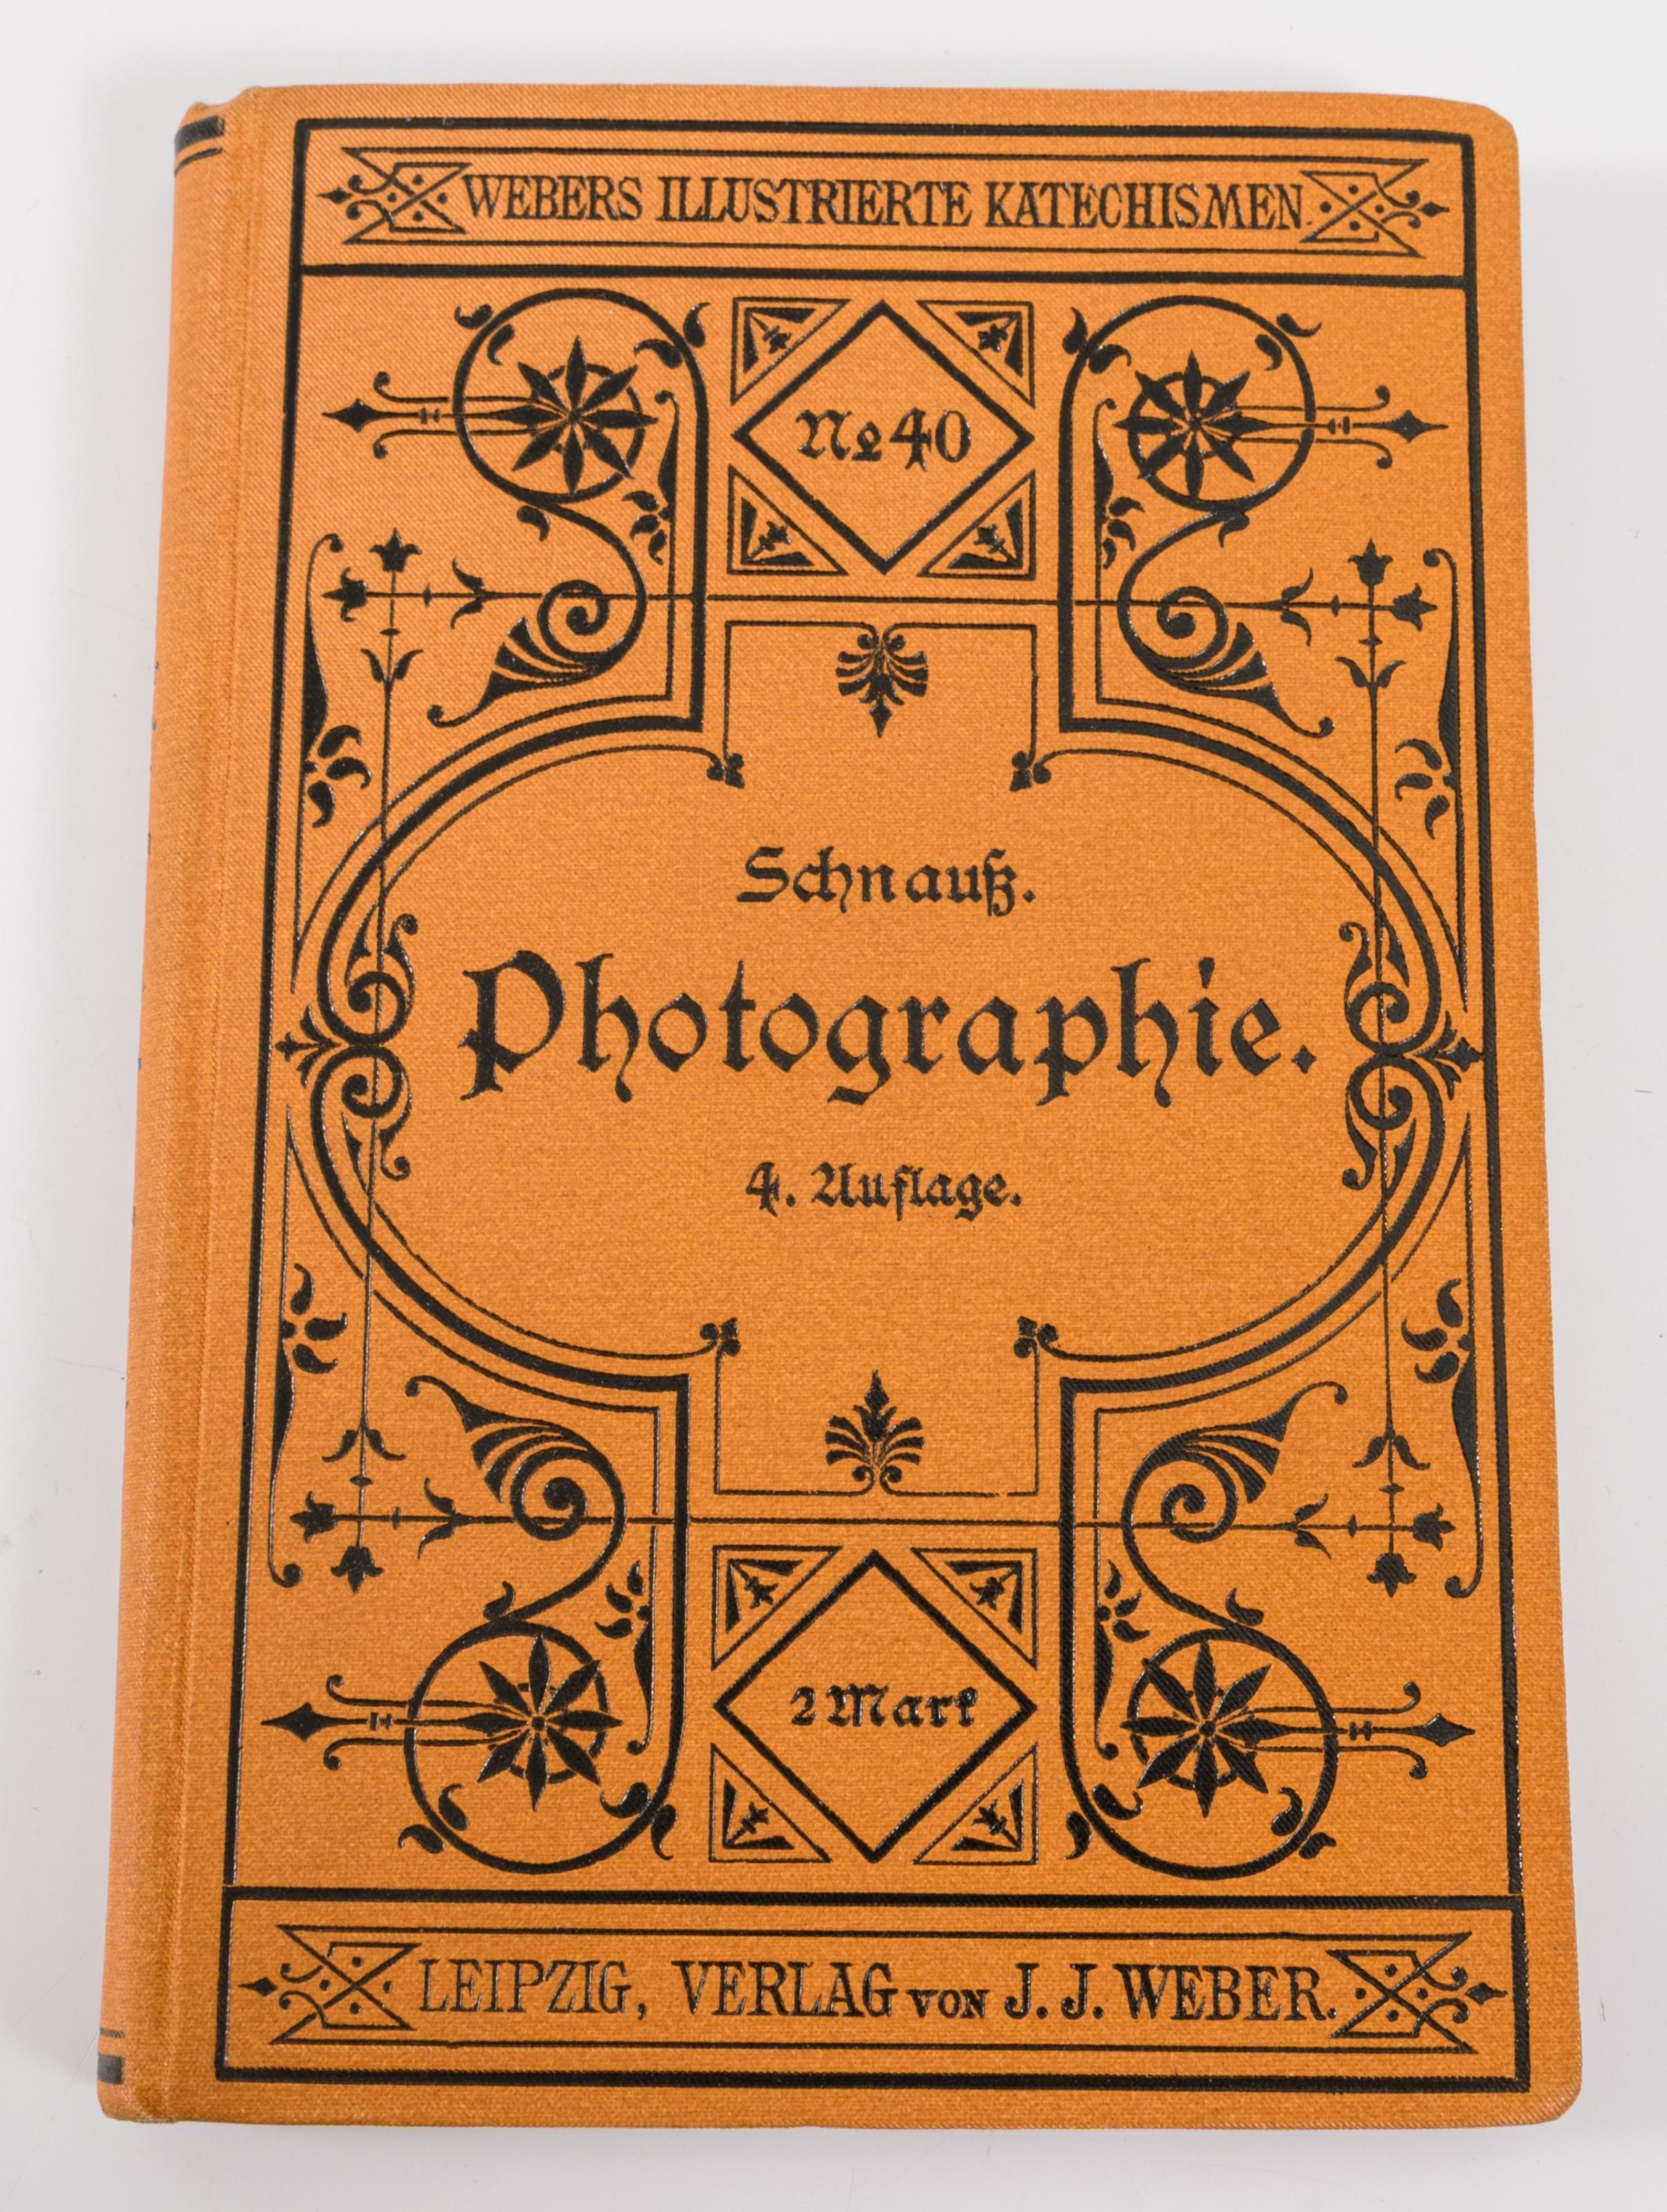 WEBERS ILLUSTRIERTE KATECHISMEN.
No 40
Schnauß.
Photographie.
4. Auflage.
2 Mark
LEIPZIG, VERLAG VON J. J. WEBER.